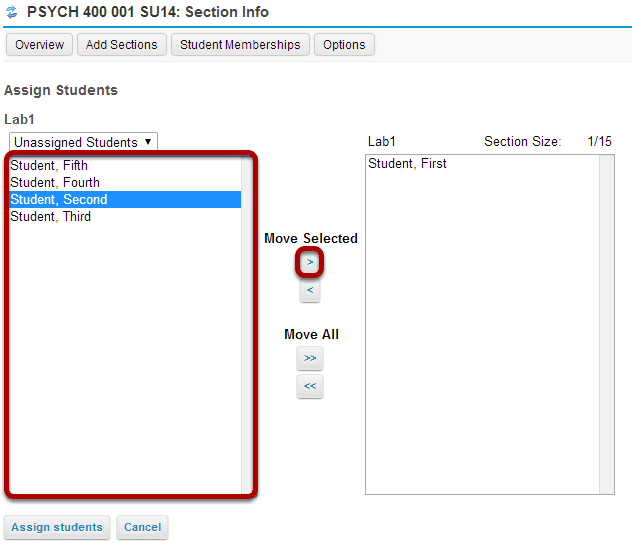 PSYCH 400 001 SU14: Section Info
Overview Add Sections Student Memberships Options
Assign Students
Lab1
Unassigned Students ▼
Student, Fifth
Student, Fourth
Student, Second
Student, Third
Move Selected
>
<
Move All
>>
<<
Lab1 Section Size: 1/15
Student, First
Assign students Cancel